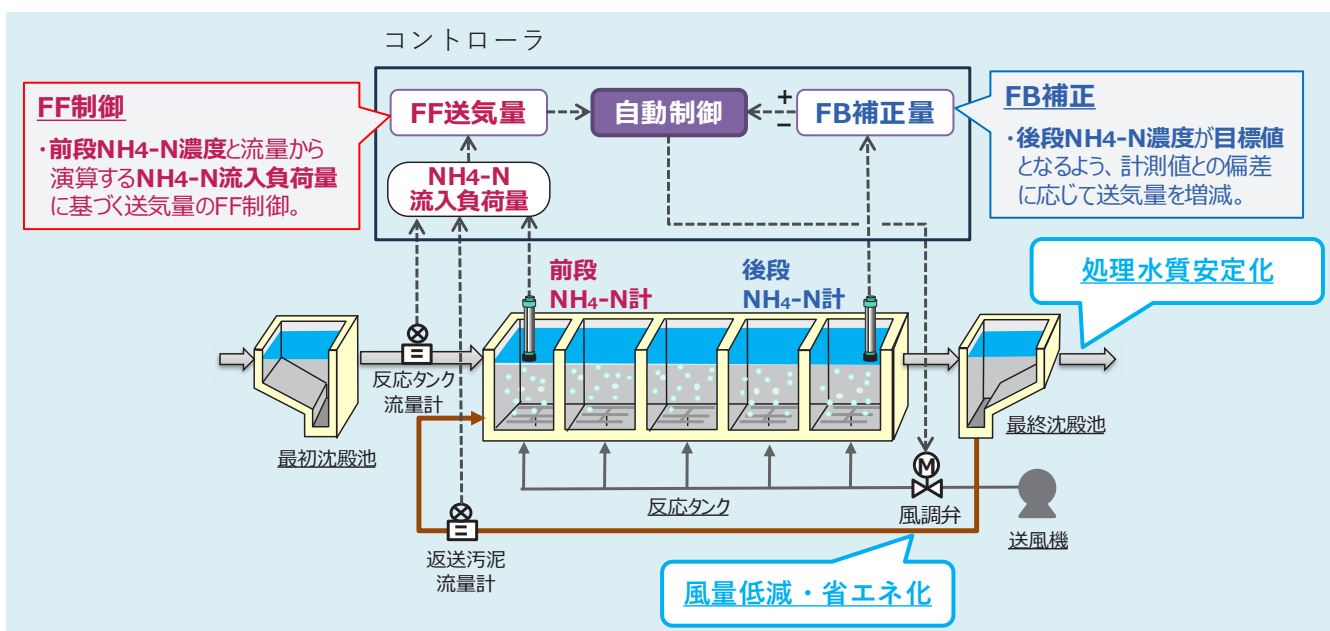 コントローラ
FF制御
・前段NH4-N濃度と流量から
演算するNH4-N流入負荷量
に基づく送気量のFF制御。
FF送気量
自動制御
+
−
FB補正量
NH4-N
流入負荷量
FB補正
・後段NH4-N濃度が目標値
となるよう、計測値との偏差
に応じて送気量を増減。
処理水質安定化
前段
NH₄-N計
後段
NH₄-N計
反応タンク
流量計
最初沈殿池
最終沈殿池
M
反応タンク
風調弁
送風機
返送汚泥
流量計
風量低減・省エネ化